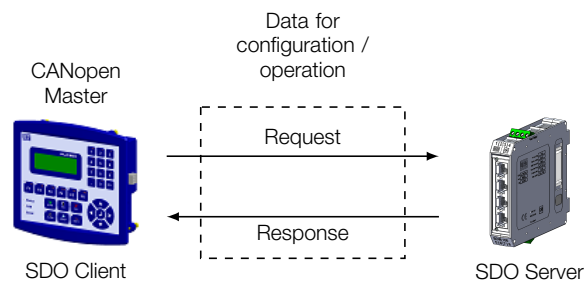 Data for
configuration /
operation
CANopen
Master
Request
Response
SDO Client
SDO Server